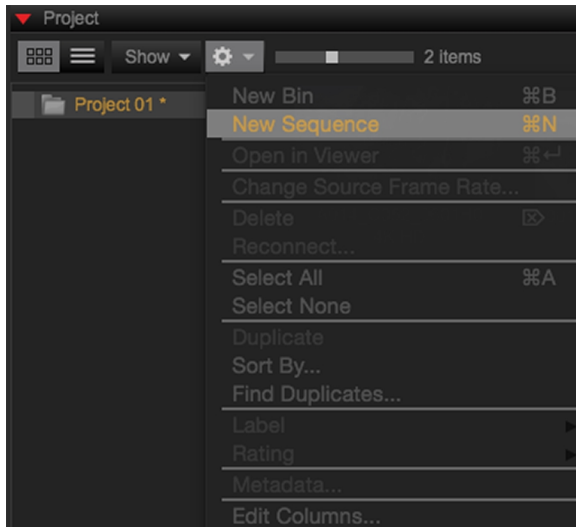 Project
Show
2 items
Project 01 *
New Bin ⌘B
New Sequence ⌘N
Open in Viewer ⌘↩
Change Source Frame Rate...
Delete ⌦
Reconnect...
Select All ⌘A
Select None
Duplicate
Sort By...
Find Duplicates...
Label
Rating
Metadata...
Edit Columns...